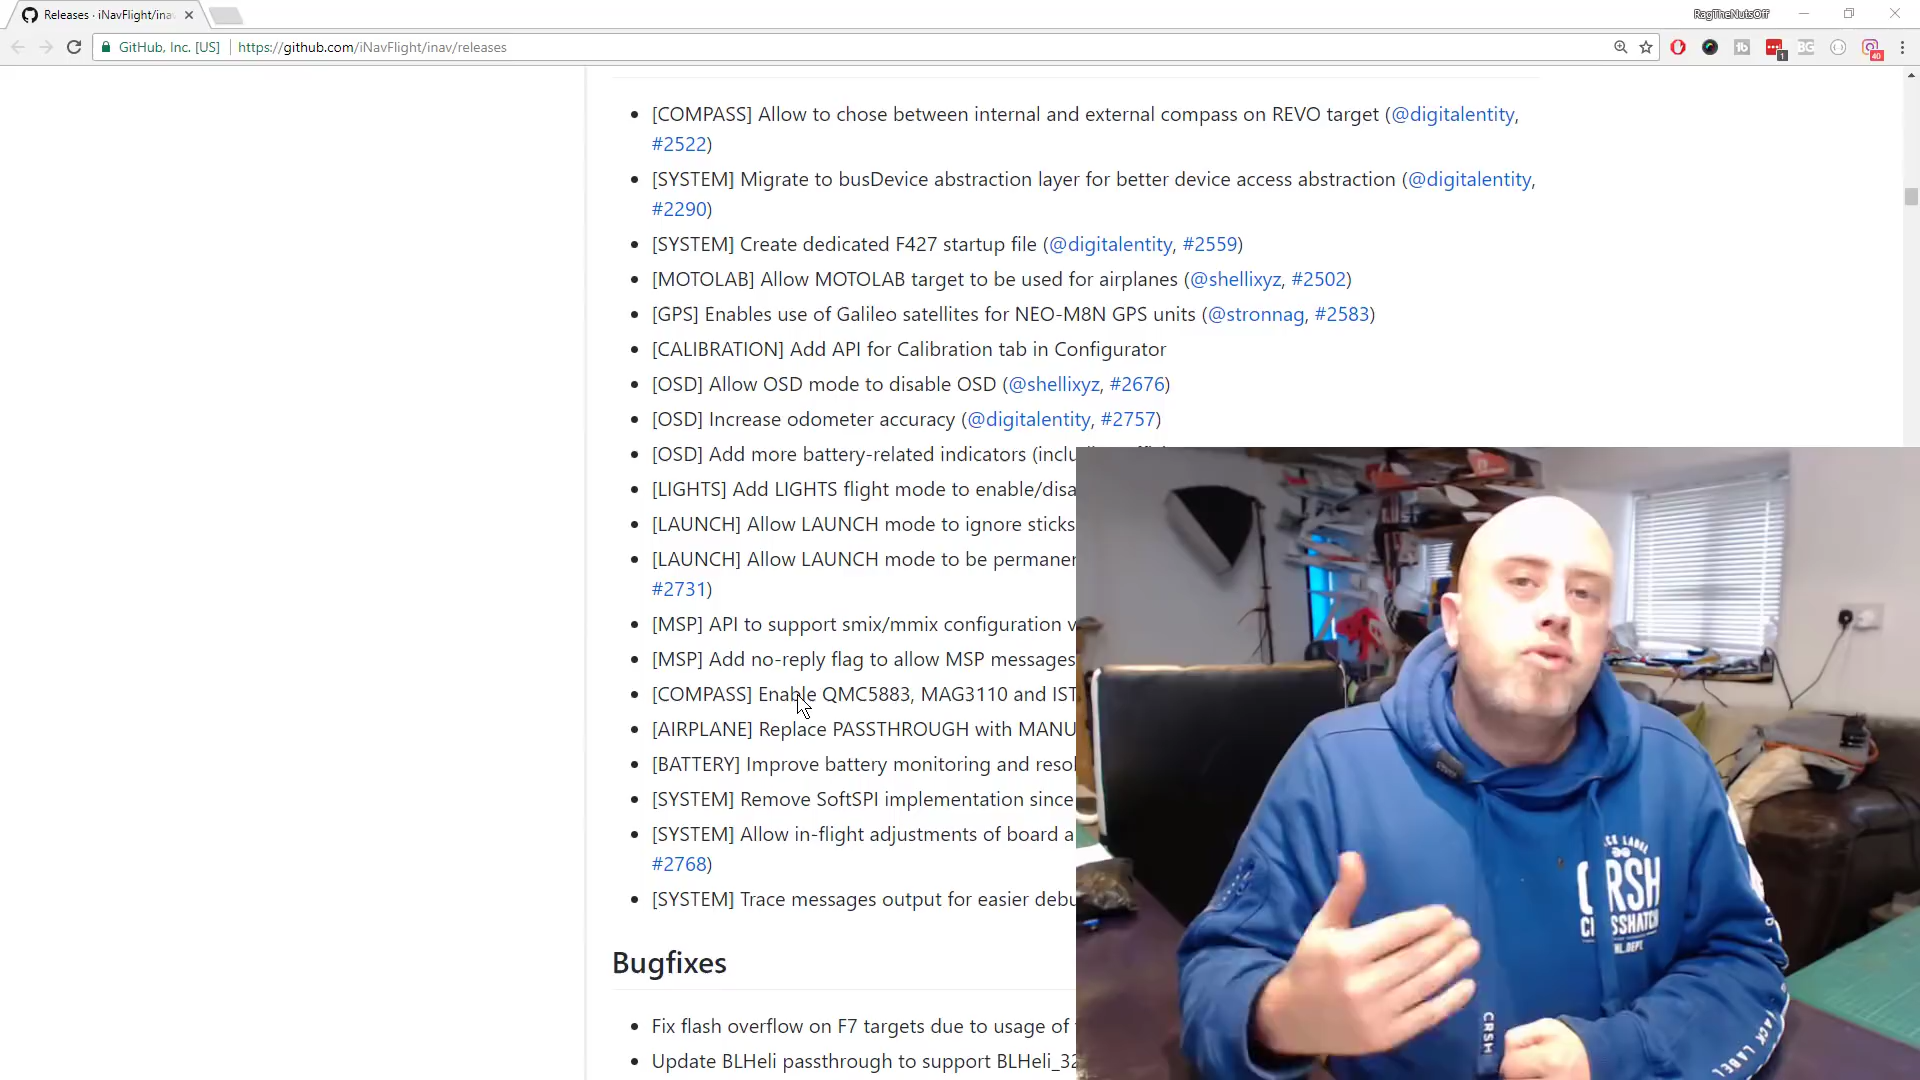 Releases · iNavFlight/ina
RagTheNutsOff
GitHub, Inc. [US]
https://github.com/iNavFlight/inav/releases
1
40
[COMPASS] Allow to chose between internal and external compass on REVO target (@digitalentity,
#2522)
[SYSTEM] Migrate to busDevice abstraction layer for better device access abstraction (@digitalentity,
#2290)
[SYSTEM] Create dedicated F427 startup file (@digitalentity, #2559)
[MOTOLAB] Allow MOTOLAB target to be used for airplanes (@shellixyz, #2502)
[GPS] Enables use of Galileo satellites for NEO-M8N GPS units (@stronnag, #2583)
[CALIBRATION] Add API for Calibration tab in Configurator
[OSD] Allow OSD mode to disable OSD (@shellixyz, #2676)
[OSD] Increase odometer accuracy (@digitalentity, #2757)
[OSD] Add more battery-related indicators
[LIGHTS] Add LIGHTS flight mode to enable/disa
[LAUNCH] Allow LAUNCH mode to ignore sticks
[LAUNCH] Allow LAUNCH mode to be permaner
#2731)
[MSP] API to support smix/mmix configuration v
[MSP] Add no-reply flag to allow MSP messages
[COMPASS] Enable QMC5883, MAG3110 and IST
[AIRPLANE] Replace PASSTHROUGH with MANU
[BATTERY] Improve battery monitoring and resol
[SYSTEM] Remove SoftSPI implementation since
[SYSTEM] Allow in-flight adjustments of board a
#2768)
[SYSTEM] Trace messages output for easier debu
Bugfixes
Fix flash overflow on F7 targets due to usage of
Update BLHeli passthrough to support BLHeli_32
CRSH
CRSH